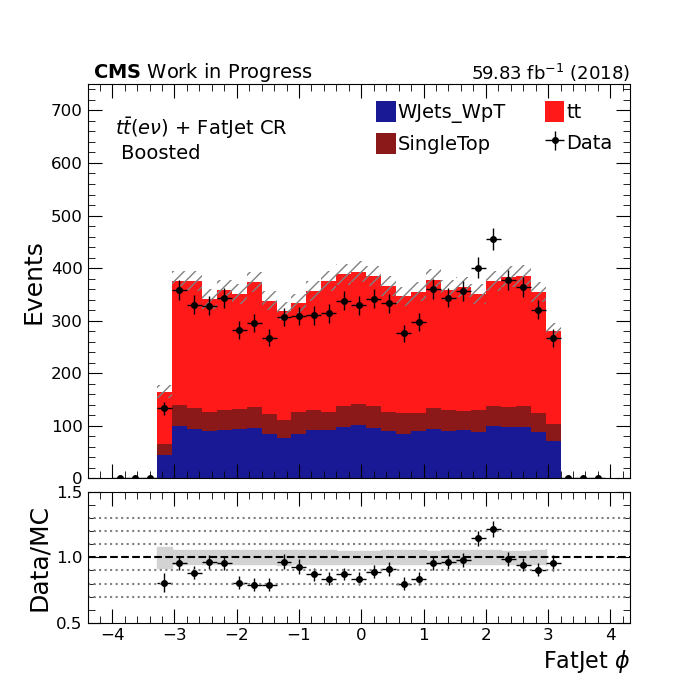 CMS Work in Progress 59.83 fb⁻¹ (2018)
tt̄(eν) + FatJet CR
Boosted
WJets_WpT tt
SingleTop Data
Events
700
600
500
400
300
200
100
0
Data/MC
1.5
1.0
0.5
−4 −3 −2 −1 0 1 2 3 4
FatJet ϕ